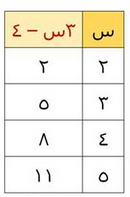 س ٣س – ٤
٢ ٢
٣ ٥
٤ ٨
٥ ١١